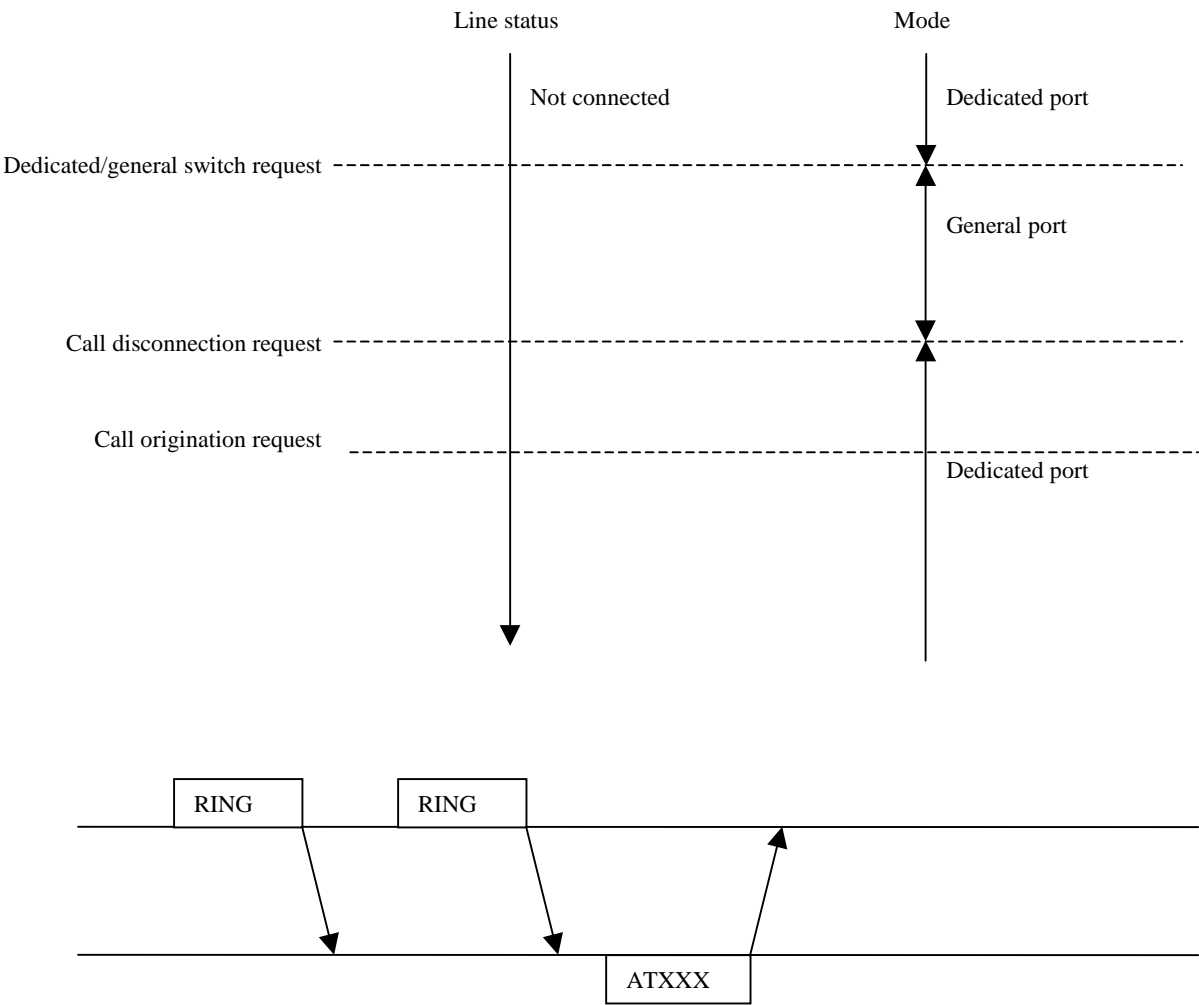 Line status
Mode
Not connected
Dedicated port
Dedicated/general switch request
General port
Call disconnection request
Call origination request
Dedicated port
RING
RING
ATXXX